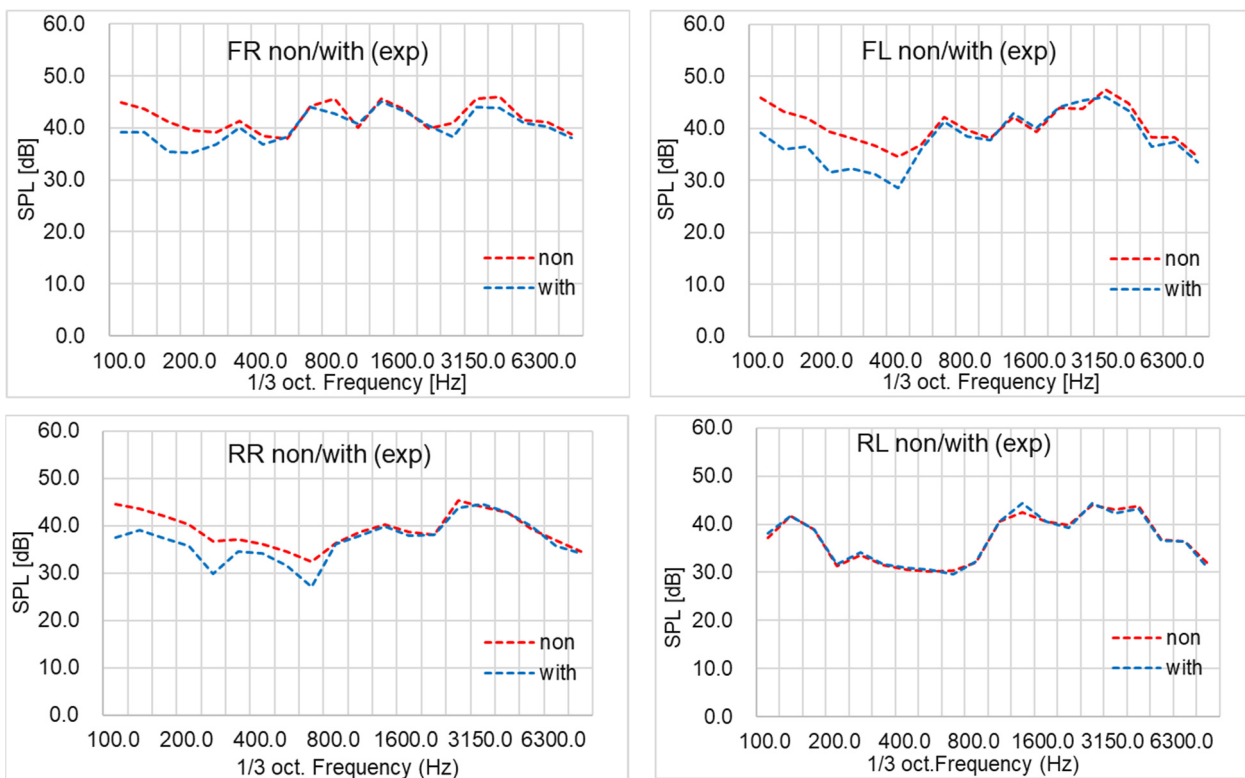 FR non/with (exp)
SPL [dB]
60.0
50.0
40.0
30.0
20.0
10.0
0.0
non
with
100.0 200.0 400.0 800.0 1600.0 3150.0 6300.0
1/3 oct. Frequency [Hz]
FL non/with (exp)
SPL [dB]
60.0
50.0
40.0
30.0
20.0
10.0
0.0
non
with
100.0 200.0 400.0 800.0 1600.0 3150.0 6300.0
1/3 oct. Frequency [Hz]
RR non/with (exp)
SPL [dB]
60.0
50.0
40.0
30.0
20.0
10.0
0.0
non
with
100.0 200.0 400.0 800.0 1600.0 3150.0 6300.0
1/3 oct. Frequency (Hz)
RL non/with (exp)
SPL [dB]
60.0
50.0
40.0
30.0
20.0
10.0
0.0
non
with
100.0 200.0 400.0 800.0 1600.0 3150.0 6300.0
1/3 oct.Frequency (Hz)